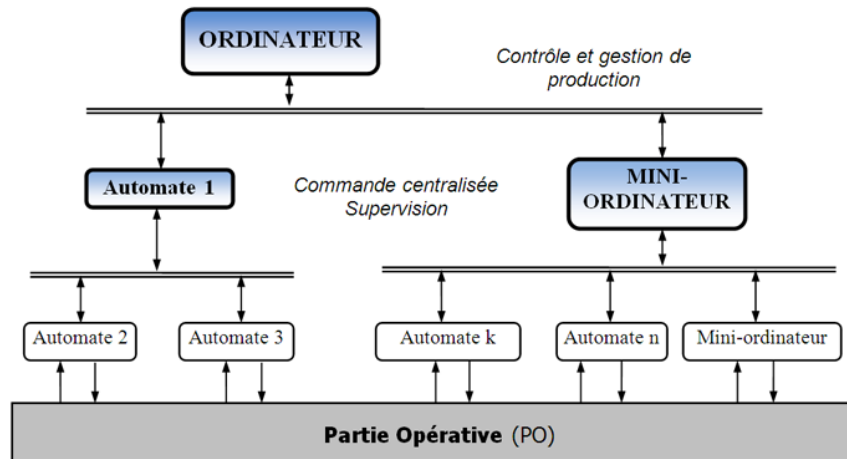 ORDINATEUR
Contrôle et gestion de
production
Automate 1
Commande centralisée
Supervision
MINI-
ORDINATEUR
Automate 2
Automate 3
Automate k
Automate n
Mini-ordinateur
Partie Opérative (PO)